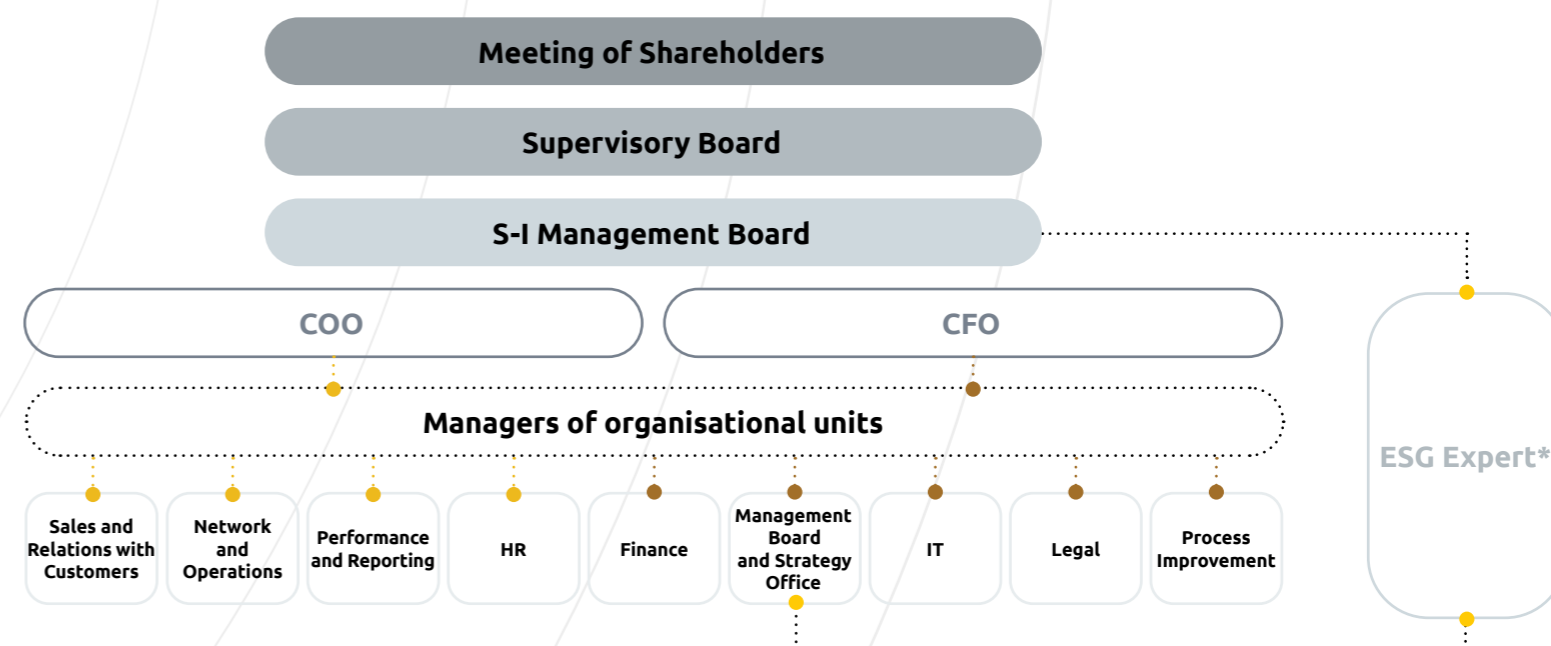 Meeting of Shareholders
Supervisory Board
S-I Management Board
COO
CFO
Managers of organisational units
ESG Expert*
Sales and
Relations with
Customers
Network
and
Operations
Performance
and Reporting
HR
Finance
Management
Board
and Strategy
Office
IT
Legal
Process
Improvement